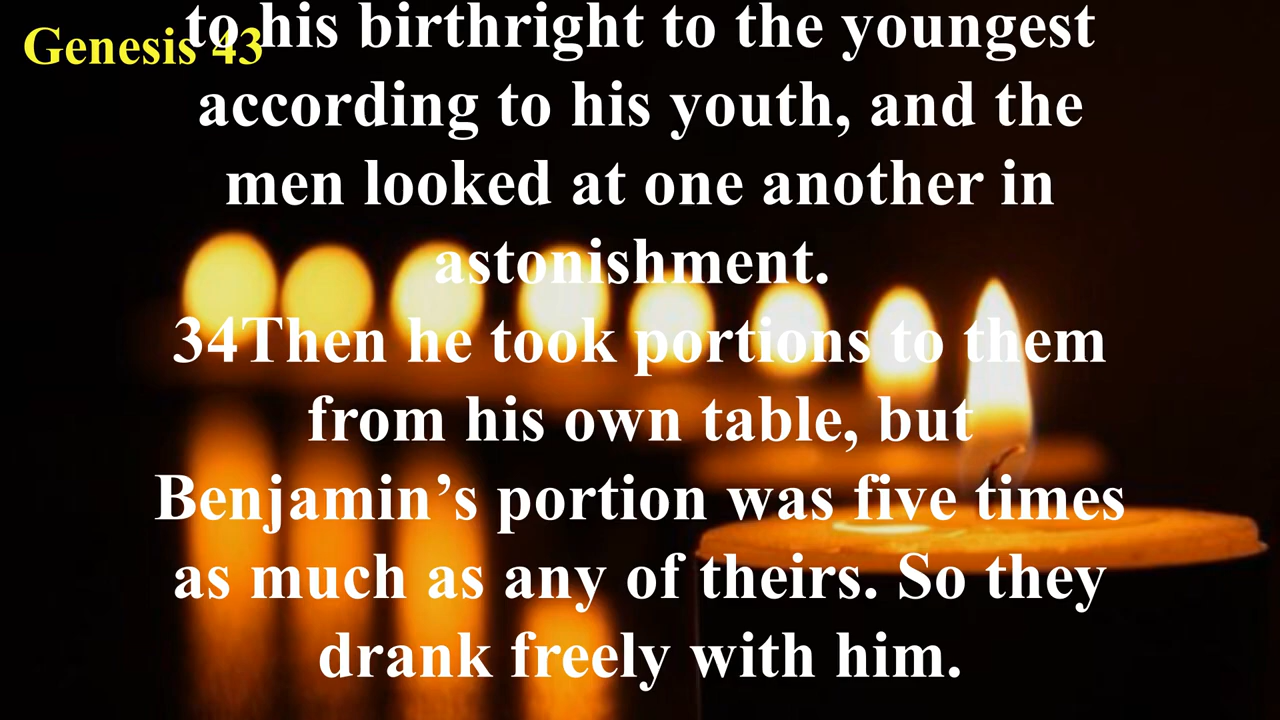 Genesis 43
to his birthright to the youngest
according to his youth, and the
men looked at one another in
astonishment.
34Then he took portions to them
from his own table, but
Benjamin’s portion was five times
as much as any of theirs. So they
drank freely with him.